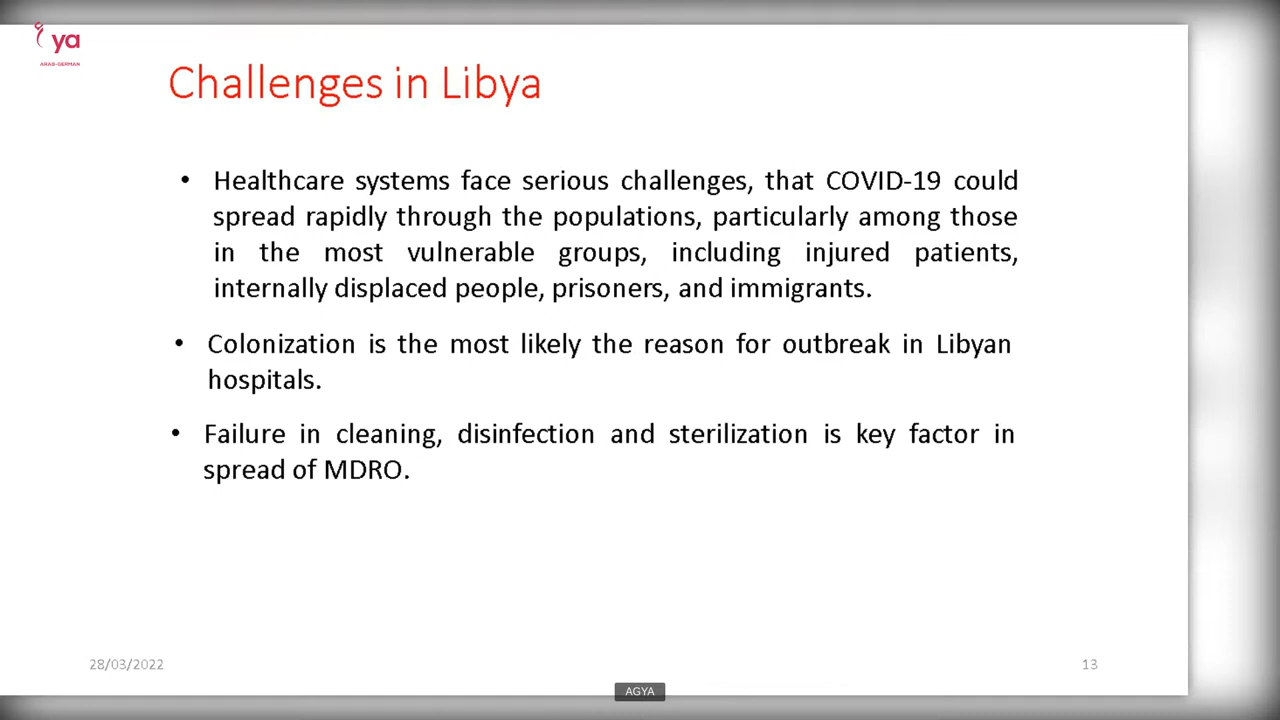 ya
ARAB-GERMAN
Challenges in Libya
• Healthcare systems face serious challenges, that COVID-19 could
spread rapidly through the populations, particularly among those
in the most vulnerable groups, including injured patients,
internally displaced people, prisoners, and immigrants.
• Colonization is the most likely the reason for outbreak in Libyan
hospitals.
• Failure in cleaning, disinfection and sterilization is key factor in
spread of MDRO.
28/03/2022
13
AGYA